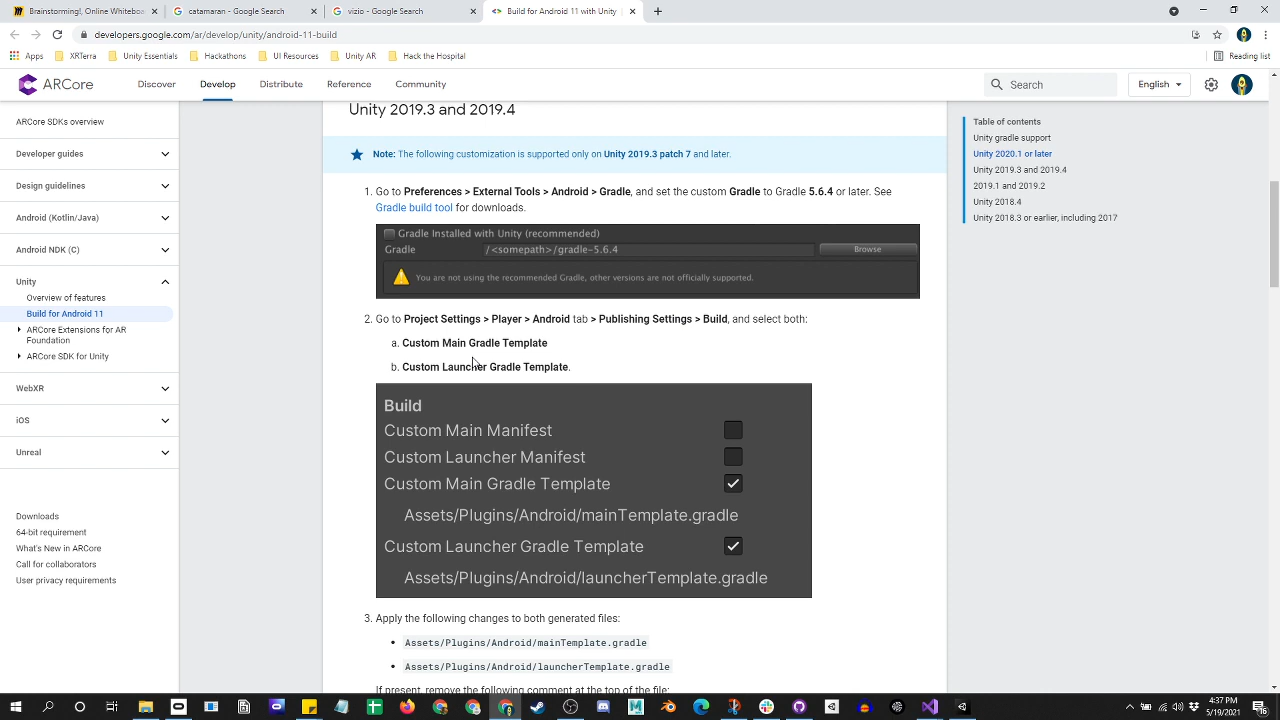 Brainstorming!, Online Whitebo
catamaran - Google Search
vizio - Google Search
Build for Android 11 with Unity
developers.google.com/ar/develop/unity/android-11-build
Apps
XRTerra
Unity Essentials
Hackathons
UI Resources
Unity AR
Hack the Hospital
Reading list
ARCore
Discover
Develop
Distribute
Reference
Community
Search
English
ARCore SDKs overview
Developer guides
Design guidelines
Android (Kotlin/Java)
Android NDK (C)
Unity
Overview of features
Build for Android 11
ARCore Extensions for AR
Foundation
ARCore SDK for Unity
WebXR
iOS
Unreal
Downloads
64-bit requirement
What's New in ARCore
Call for collaborators
User privacy requirements
Unity 2019.3 and 2019.4
Note: The following customization is supported only on Unity 2019.3 patch 7 and later.
1. Go to Preferences > External Tools > Android > Gradle, and set the custom Gradle to Gradle 5.6.4 or later. See
Gradle build tool for downloads.
Gradle Installed with Unity (recommended)
Gradle /<somepath>/gradle-5.6.4 Browse
You are not using the recommended Gradle, other versions are not officially supported.
2. Go to Project Settings > Player > Android tab > Publishing Settings > Build, and select both:
a. Custom Main Gradle Template
b. Custom Launcher Gradle Template.
Build
Custom Main Manifest
Custom Launcher Manifest
Custom Main Gradle Template
Assets/Plugins/Android/mainTemplate.gradle
Custom Launcher Gradle Template
Assets/Plugins/Android/launcherTemplate.gradle
3. Apply the following changes to both generated files:
• Assets/Plugins/Android/mainTemplate.gradle
• Assets/Plugins/Android/launcherTemplate.gradle
If present, remove the following comment at the top of the file:
Table of contents
Unity gradle support
Unity 2020.1 or later
Unity 2019.3 and 2019.4
2019.1 and 2019.2
Unity 2018.4
Unity 2018.3 or earlier, including 2017
4:37 PM
5/19/2021